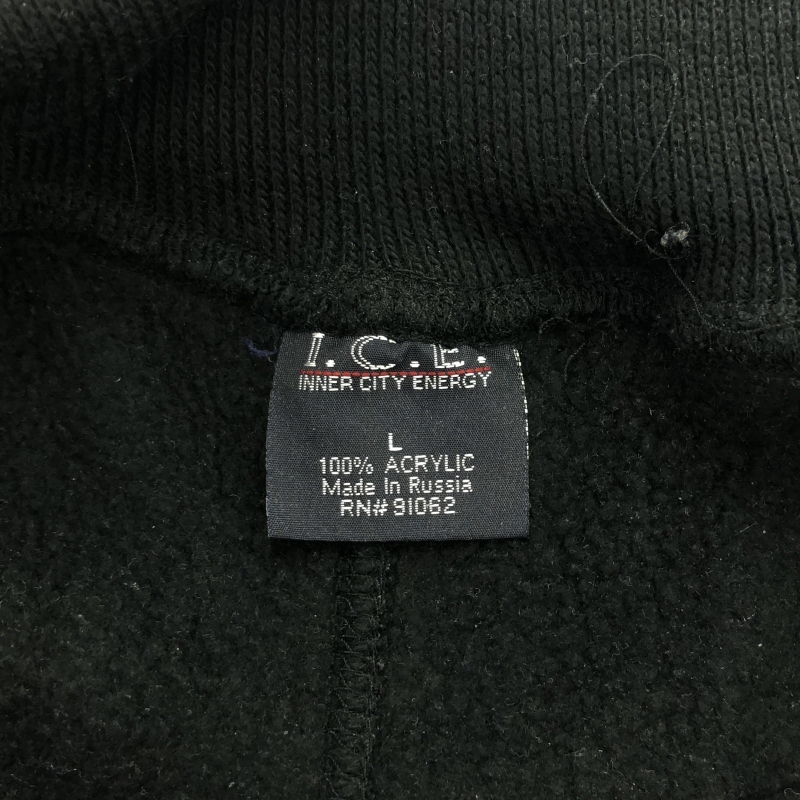 I.C.E.
INNER CITY ENERGY
L
100% ACRYLIC
Made In Russia
RN# 91062